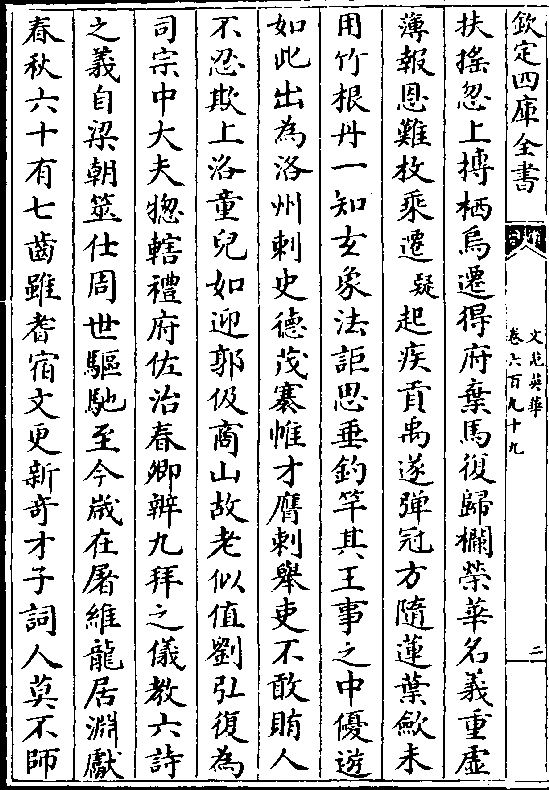 欽定四庫全書
文苑英華
卷六百九十九
二
扶搖忽上摶栖烏遷得府棄馬復歸欄榮華名義重虚
薄報恩難枚乘遷疑起疾貢禹遂彈冠方隨蓮葉歛未
用竹根丹一知玄象法詎思垂釣竿其王事之中優遊
如此出為洛州刺史德茂褰帷才膺刺舉吏不敢賄人
不忍欺上洛童兒如迎郭伋商山故老似值劉弘復為
司宗中大夫惣轄禮府佐治春卿辨九拜之儀教六詩
之義自梁朝筮仕周世驅馳至今歳在屠維龍居淵獻
春秋六十有七齒雖耆宿文更新奇才子詞人莫不師